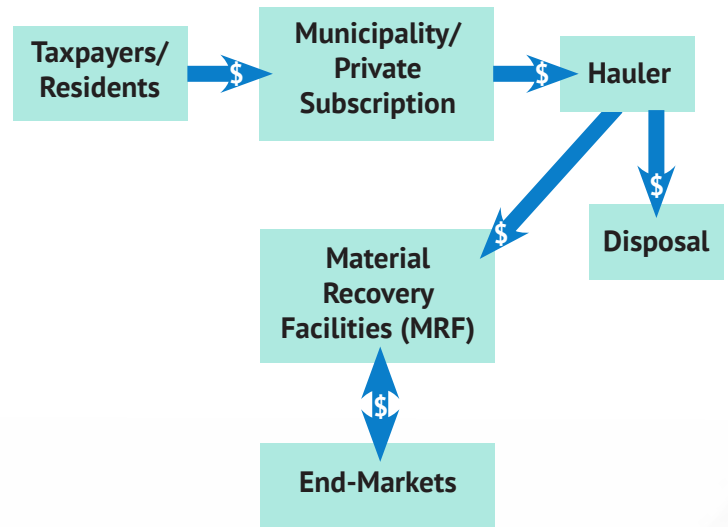 Taxpayers/
Residents
$
Municipality/
Private
Subscription
$
Hauler
$
$
Disposal
Material
Recovery
Facilities (MRF)
$
End-Markets